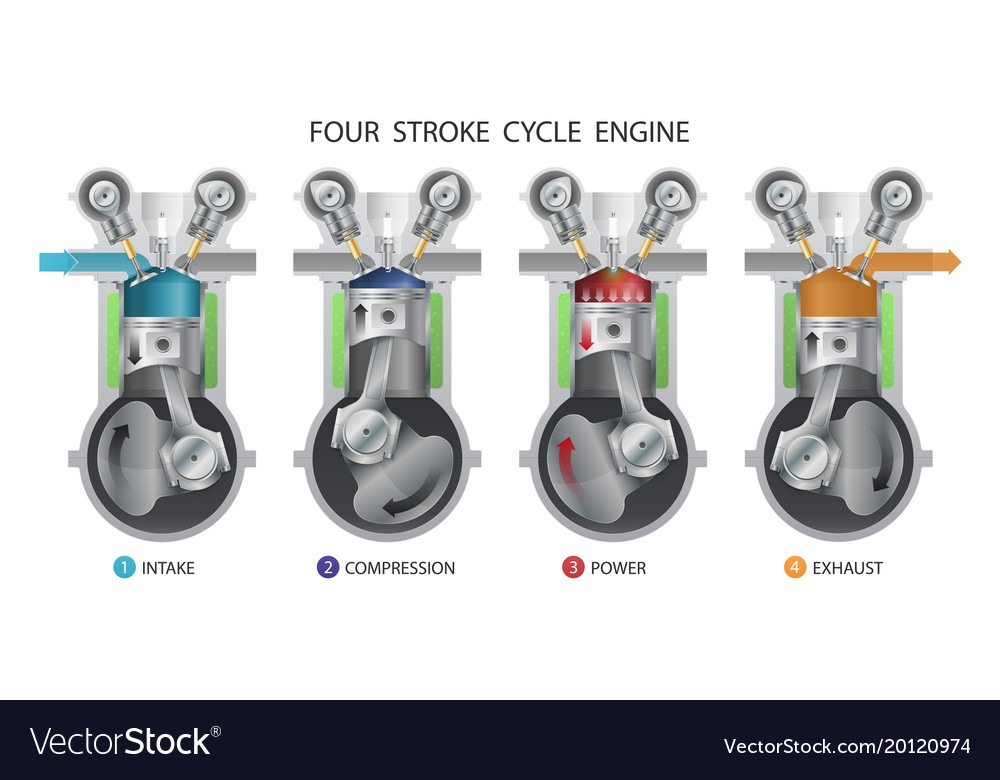 FOUR STROKE CYCLE ENGINE
1 INTAKE
2 COMPRESSION
3 POWER
4 EXHAUST
VectorStock®
VectorStock.com/20120974